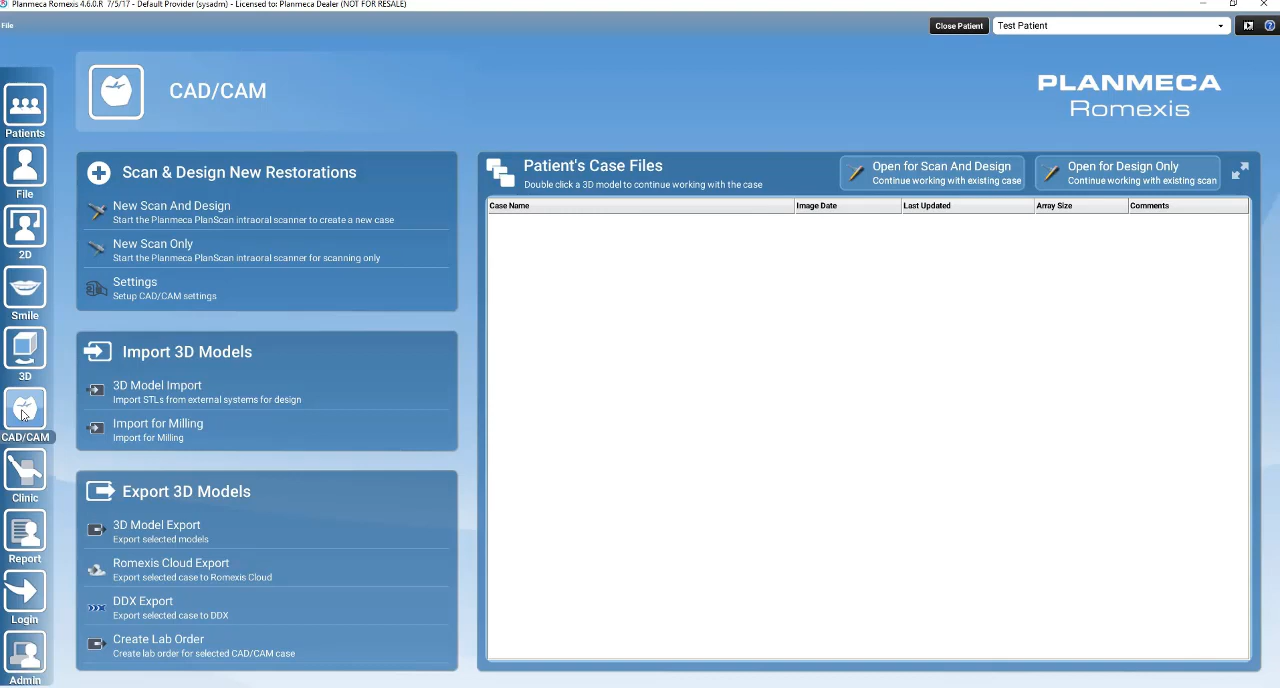 Planmeca Romexis 4.6.0.R 7/5/17 - Default Provider (sysadm) - Licensed to: Planmeca Dealer (NOT FOR RESALE)
File
Close Patient
Test Patient
Patients
File
2D
Smile
3D
CAD/CAM
Clinic
Report
Login
Admin
CAD/CAM
PLANMECA
Romexis
Scan & Design New Restorations
New Scan And Design
Start the Planmeca PlanScan intraoral scanner to create a new case
New Scan Only
Start the Planmeca PlanScan intraoral scanner for scanning only
Settings
Setup CAD/CAM settings
Import 3D Models
3D Model Import
Import STLs from external systems for design
Import for Milling
Import for Milling
Export 3D Models
3D Model Export
Export selected models
Romexis Cloud Export
Export selected case to Romexis Cloud
DDX Export
Export selected case to DDX
Create Lab Order
Create lab order for selected CAD/CAM case
Patient's Case Files
Double click a 3D model to continue working with the case
Open for Scan And Design
Continue working with existing case
Open for Design Only
Continue working with existing scan
Case Name Image Date Last Updated Array Size Comments